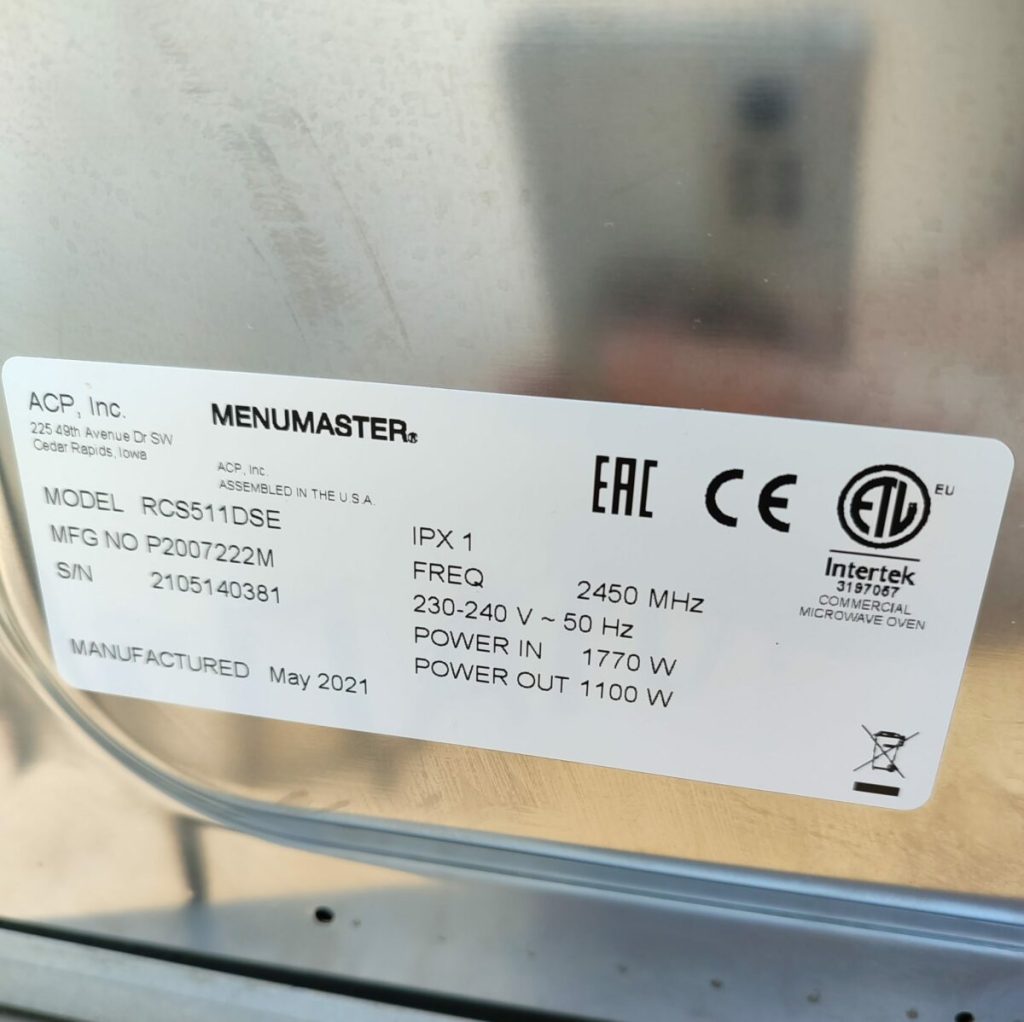 ACP, Inc.
225 49th Avenue Dr SW
Cedar Rapids, Iowa
MENUMASTER®
ACP, Inc.
ASSEMBLED IN THE U.S.A.
MODEL RCS511DSE
MFG NO P2007222M
S/N 2105140381
MANUFACTURED May 2021
IPX 1
FREQ 2450 MHz
230-240 V ~ 50 Hz
POWER IN 1770 W
POWER OUT 1100 W
EAC
CE
ETL EU
Intertek
3197067
COMMERCIAL
MICROWAVE OVEN